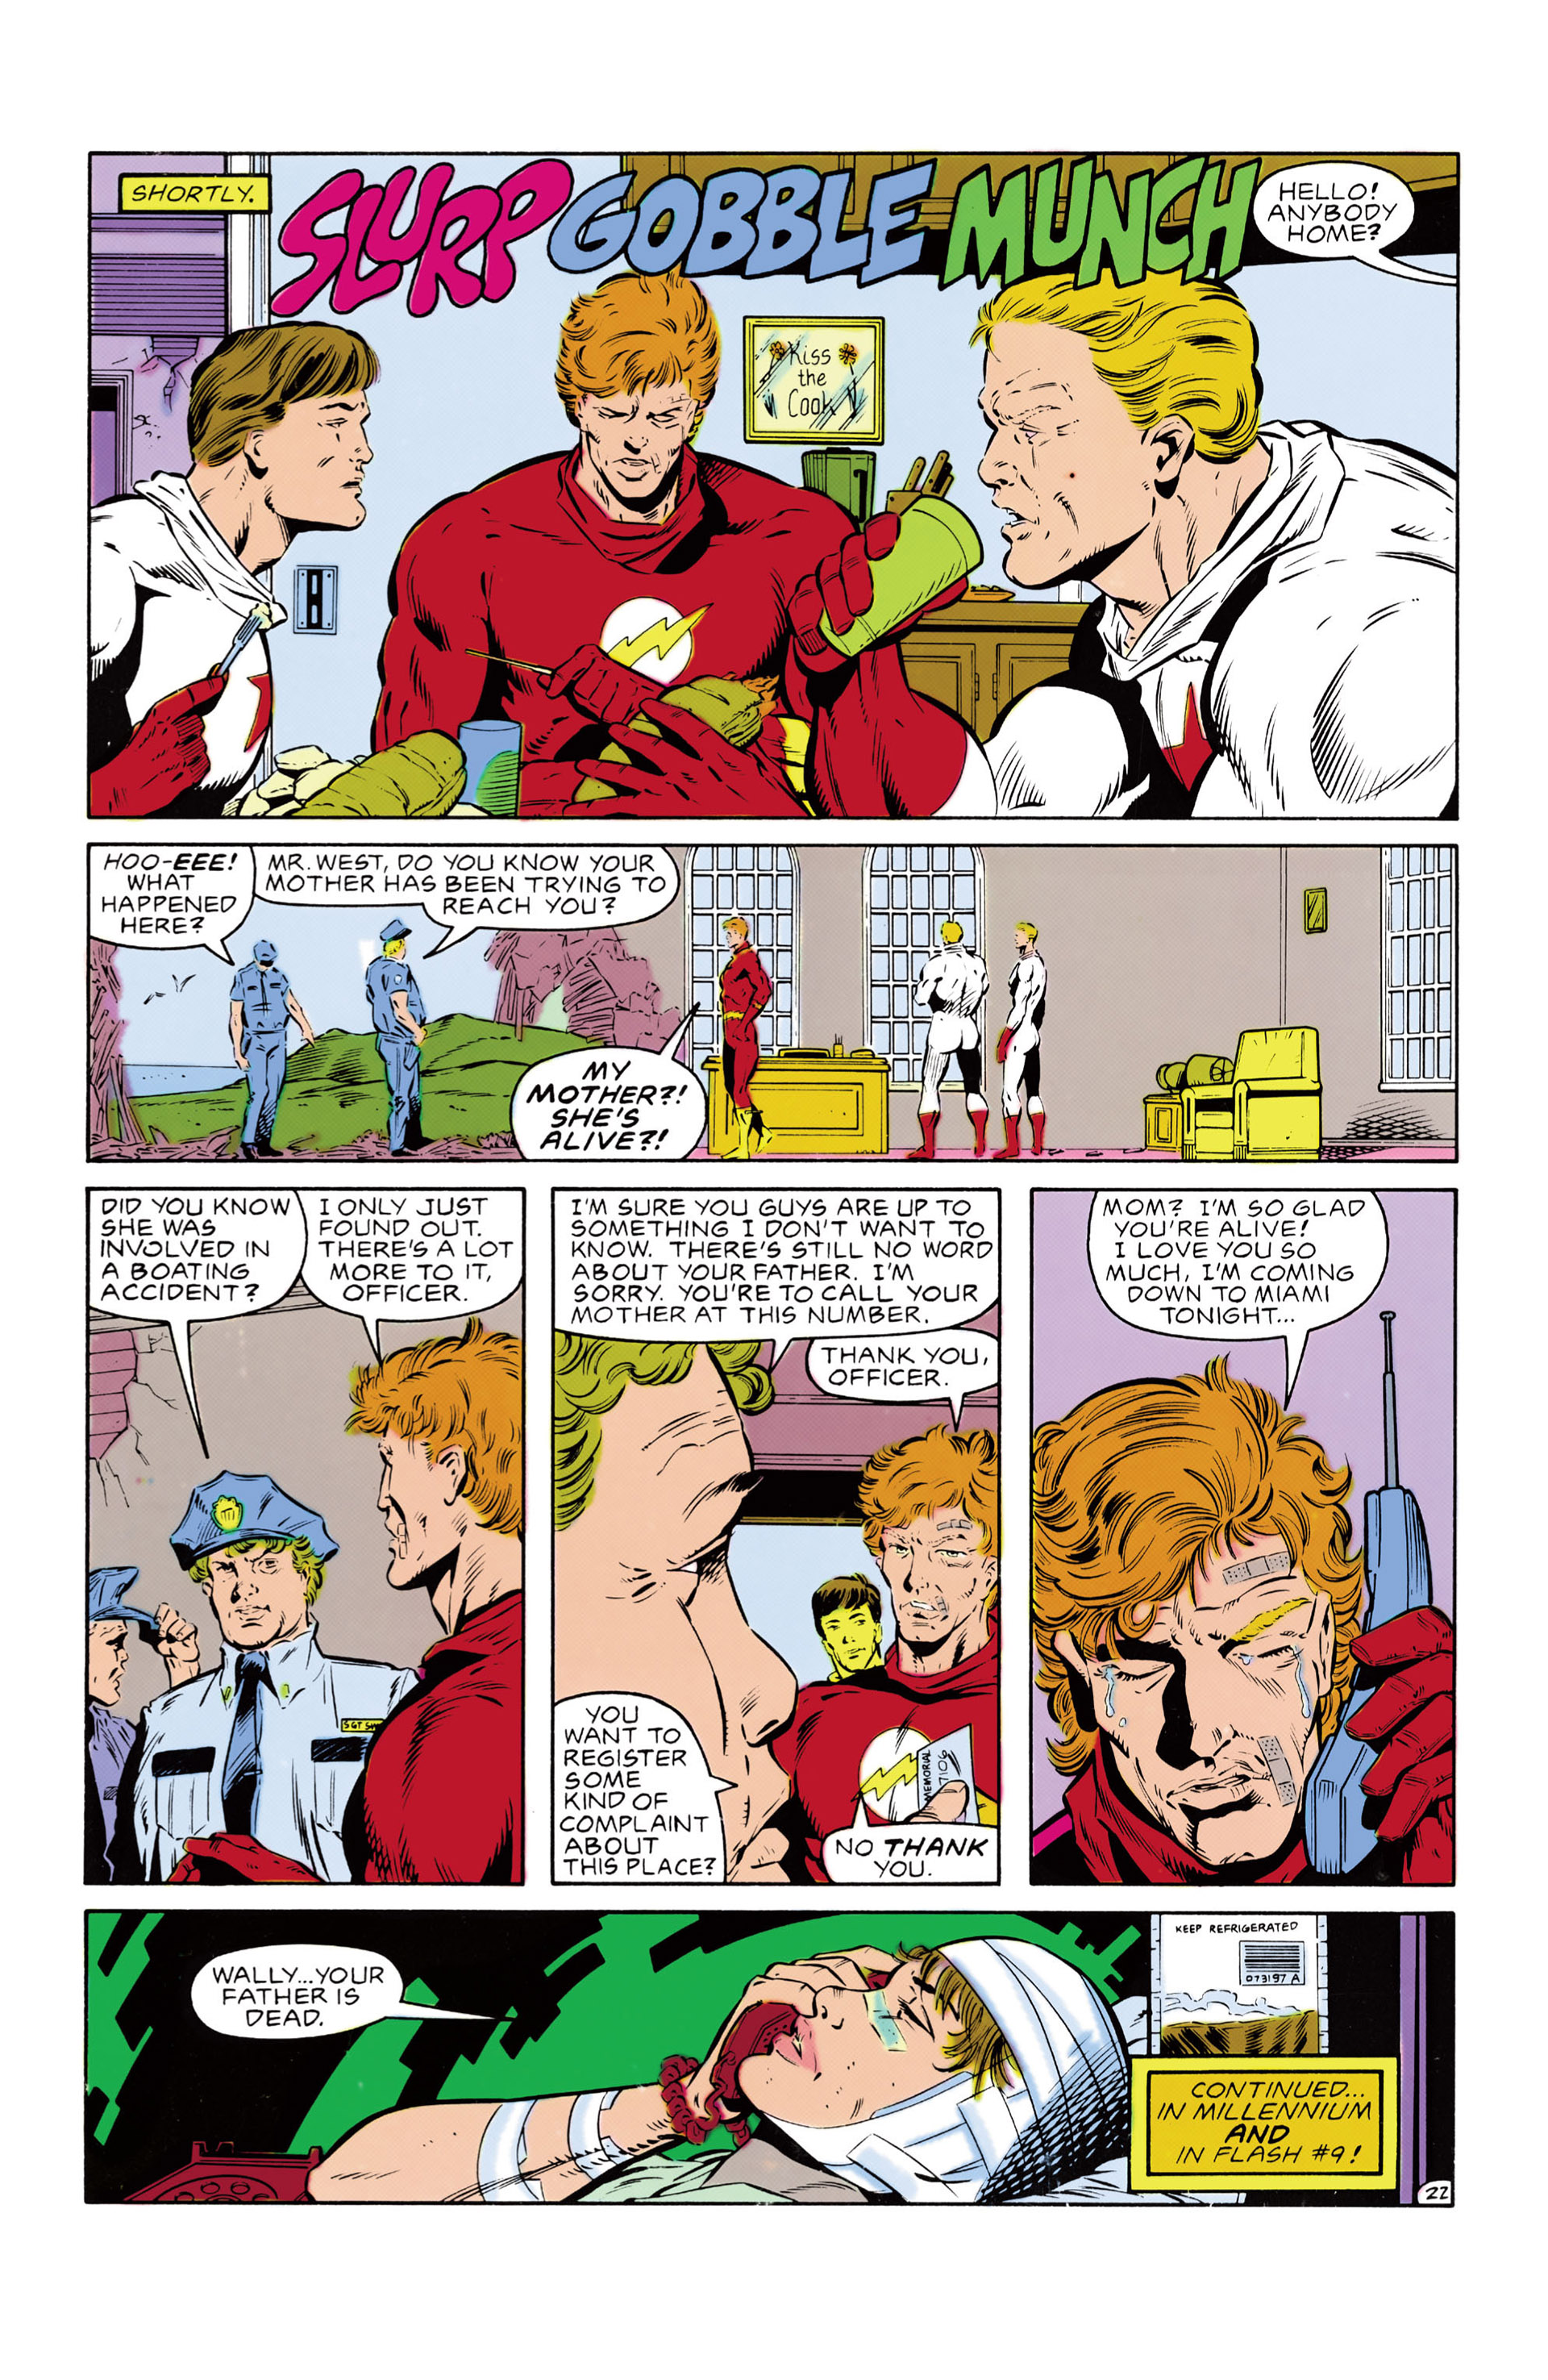 SHORTLY.
SLURP GOBBLE MUNCH
HELLO!
ANYBODY
HOME?
Kiss
the
Cook
HOO-EEE!
WHAT
HAPPENED
HERE?
MR. WEST, DO YOU KNOW YOUR
MOTHER HAS BEEN TRYING TO
REACH YOU?
MY
MOTHER?!
SHE'S
ALIVE?!
DID YOU KNOW
SHE WAS
INVOLVED IN
A BOATING
ACCIDENT?
I ONLY JUST
FOUND OUT.
THERE'S A LOT
MORE TO IT,
OFFICER.
SGT
I'M SURE YOU GUYS ARE UP TO
SOMETHING I DON'T WANT TO
KNOW. THERE'S STILL NO WORD
ABOUT YOUR FATHER. I'M
SORRY. YOU'RE TO CALL YOUR
MOTHER AT THIS NUMBER.
THANK YOU,
OFFICER.
YOU
WANT TO
REGISTER
SOME
KIND OF
COMPLAINT
ABOUT
THIS PLACE?
MEMORIAL
7106
NO THANK
YOU.
MOM? I'M SO GLAD
YOU'RE ALIVE!
I LOVE YOU SO
MUCH, I'M COMING
DOWN TO MIAMI
TONIGHT...
WALLY...YOUR
FATHER IS
DEAD.
KEEP REFRIGERATED
073197 A
CONTINUED...
IN MILLENNIUM
AND
IN FLASH #9!
22